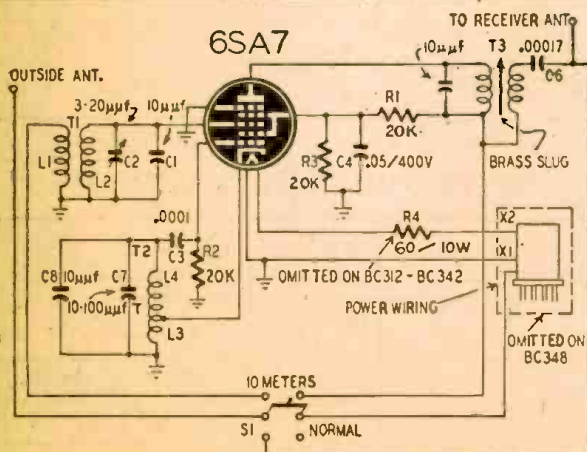 6SA7
TO RECEIVER ANT
OUTSIDE ANT.
10μμf
T3
.00017
C6
3-20μμf
10μμf
T1
L1
L2
C2
C1
R1
20K
R3
20K
C4
.05/400V
BRASS SLUG
.0001
C3
T2
R2
20K
R4
60/10W
X2
X1
OMITTED ON BC312-BC342
POWER WIRING
OMITTED ON
BC348
C8
10μμf
C7
10-100μμf
T
L4
L3
10 METERS
S1
NORMAL